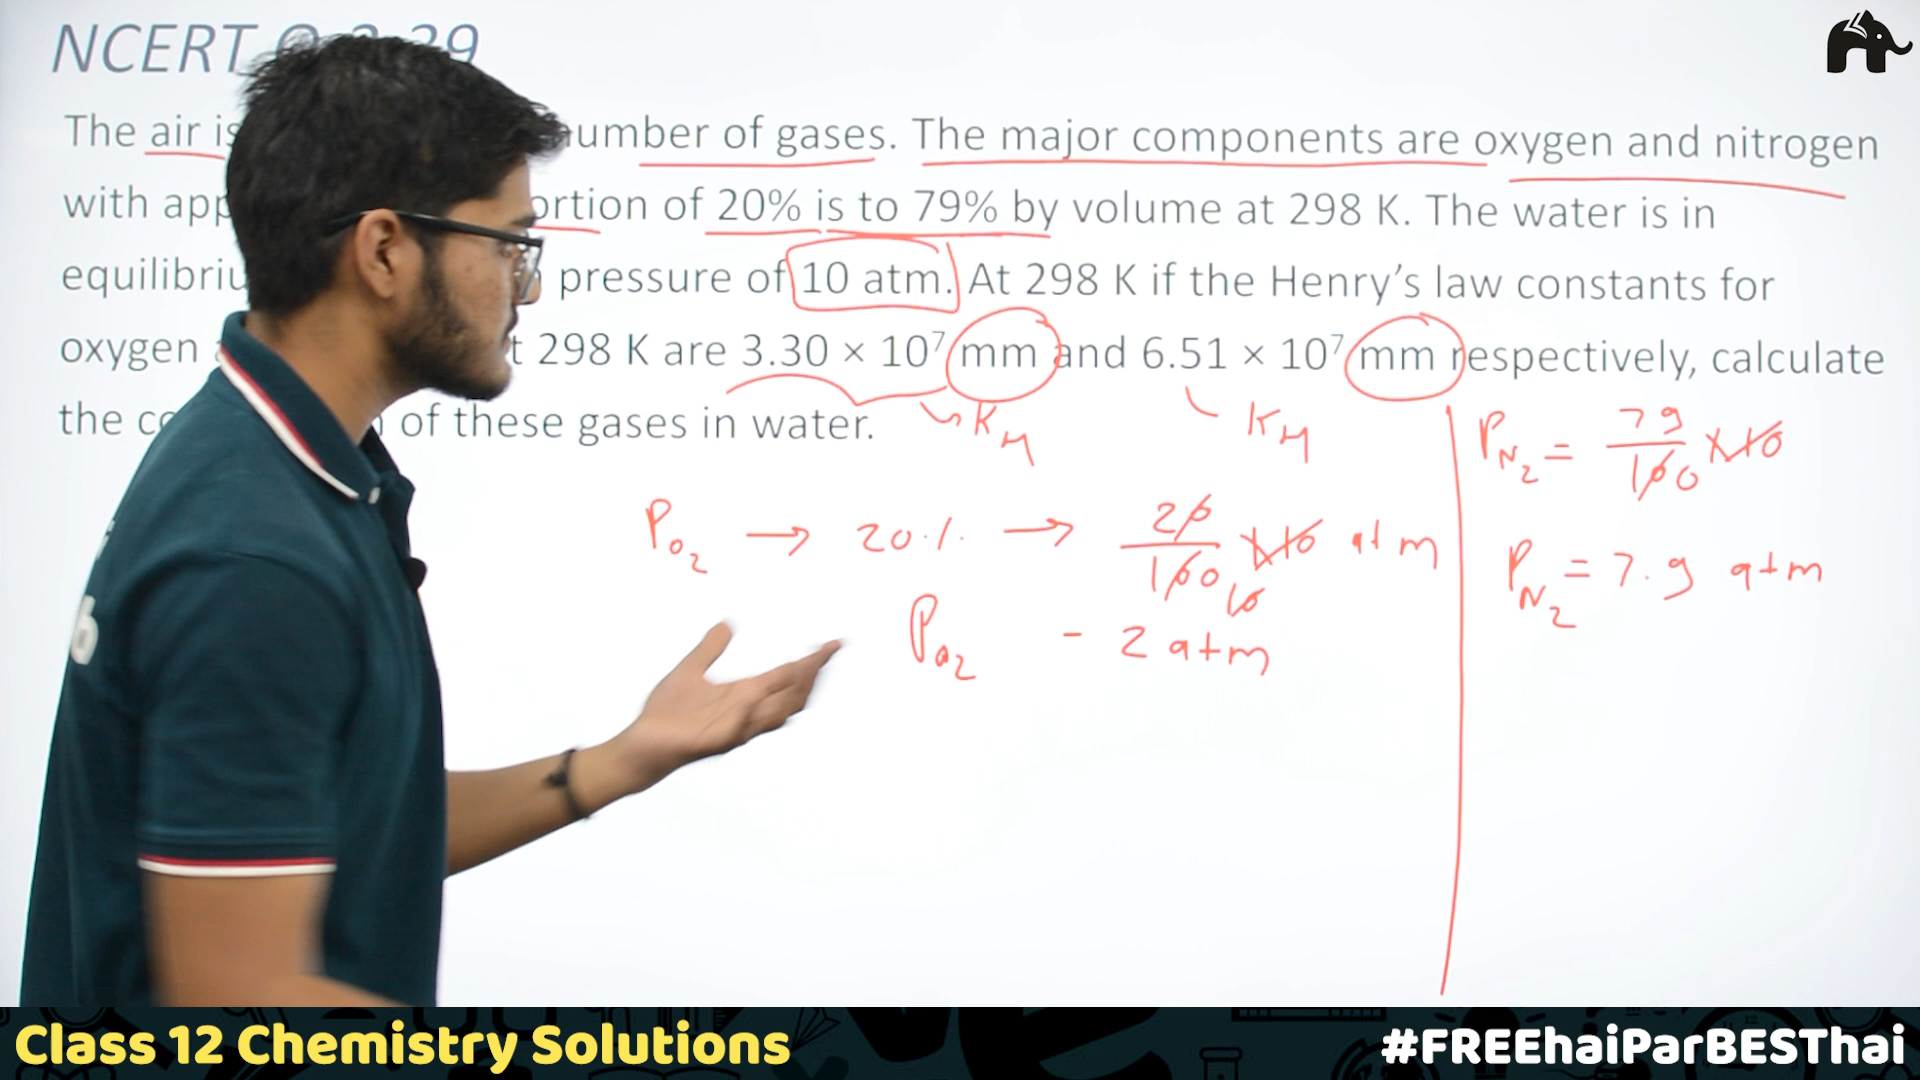 NCERT Q 2.39
The air is number of gases. The major components are oxygen and nitrogen
with app ortion of 20% is to 79% by volume at 298 K. The water is in
equilibriu pressure of 10 atm. At 298 K if the Henry’s law constants for
oxygen t 298 K are 3.30 × 10⁷ mm and 6.51 × 10⁷ mm respectively, calculate
the co of these gases in water.
K_H K_H
P_O₂ → 20% → 20/100 × 10 atm
10
P_O₂ - 2 atm
P_N₂ = 79/100 × 10
P_N₂ = 7.9 atm
Class 12 Chemistry Solutions
#FREEhaiParBESThai